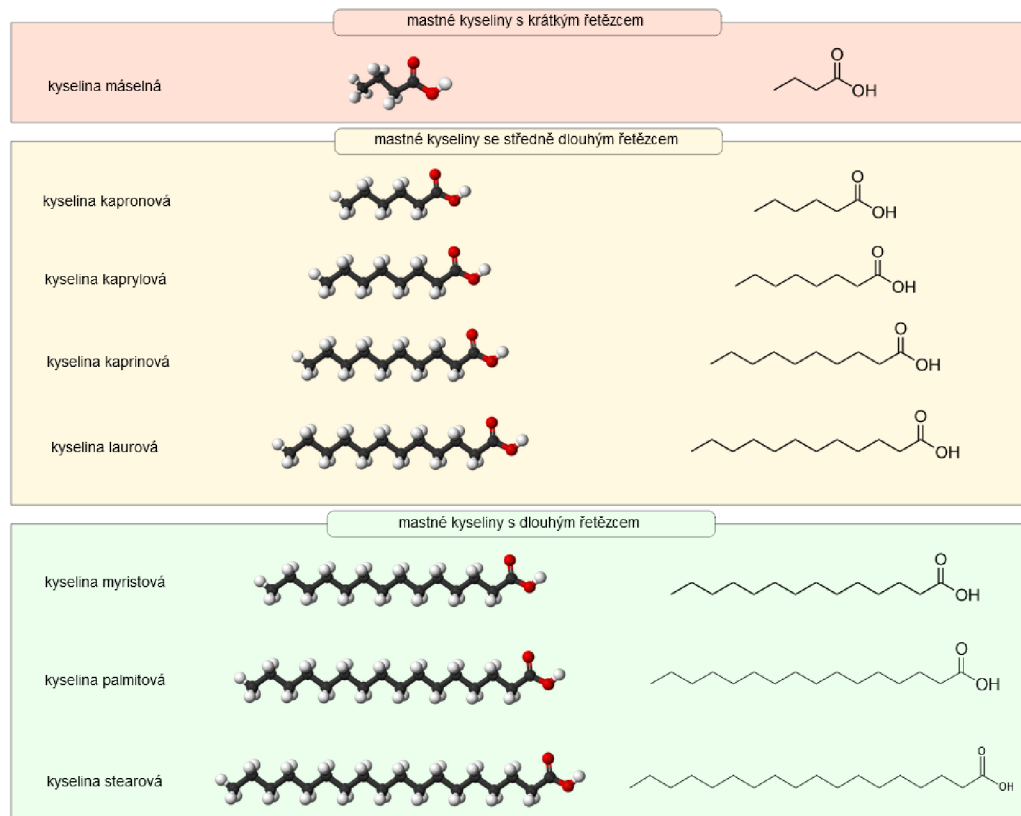 mastné kyseliny s krátkým řetězcem
kyselina máselná
O
OH
mastné kyseliny se středně dlouhým řetězcem
kyselina kapronová
O
OH
kyselina kaprylová
O
OH
kyselina kaprinová
O
OH
kyselina laurová
O
OH
mastné kyseliny s dlouhým řetězcem
kyselina myristová
O
OH
kyselina palmitová
O
OH
kyselina stearová
O
OH